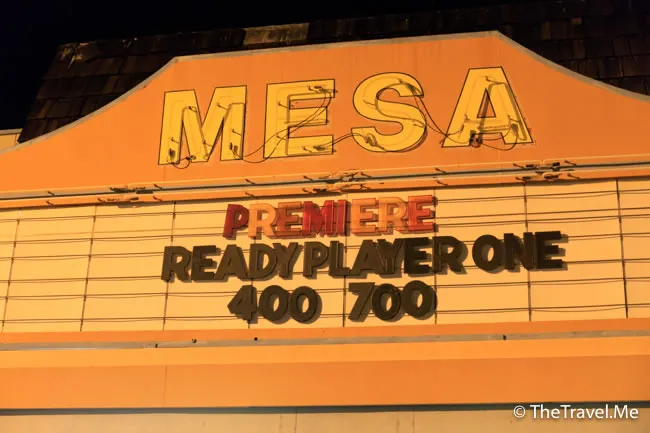 MESA
PREMIERE
READY PLAYER ONE
400 700
© TheTravel.Me